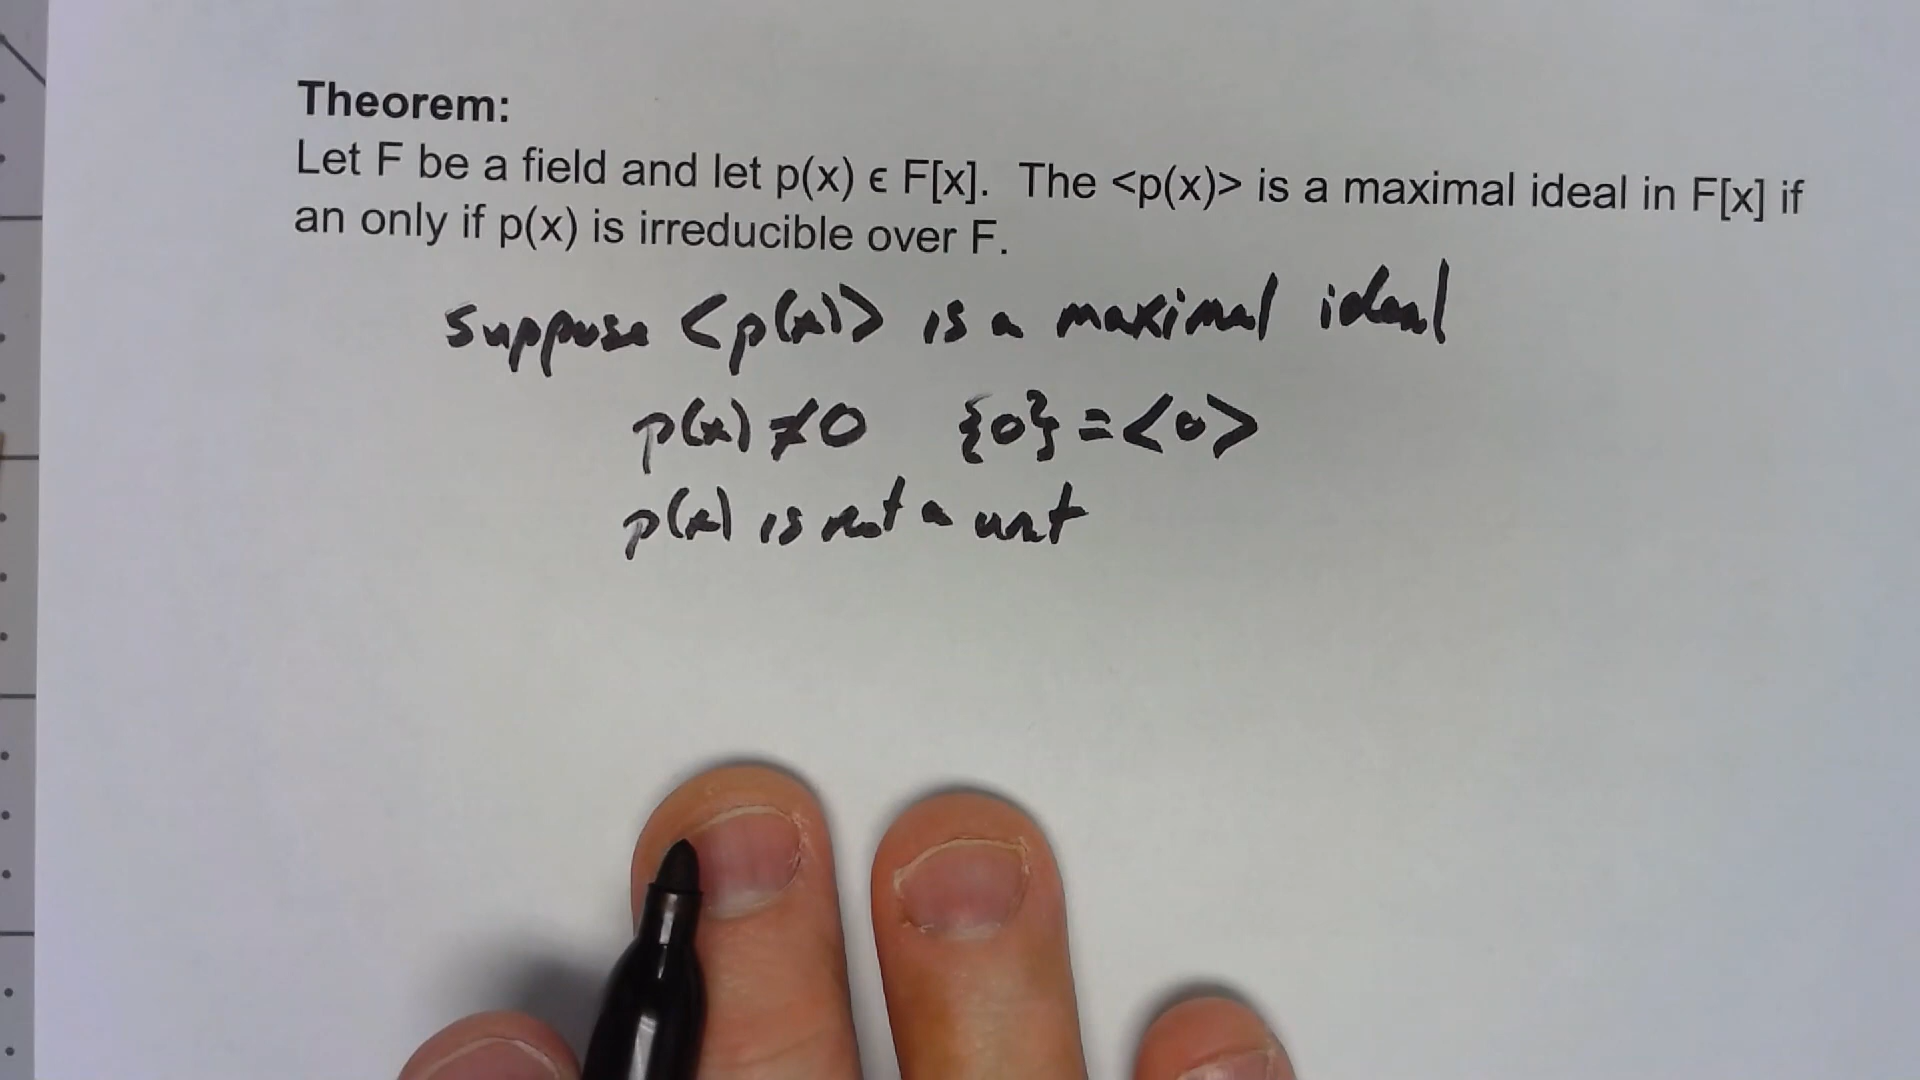 Theorem:
Let F be a field and let p(x) ϵ F[x]. The <p(x)> is a maximal ideal in F[x] if
an only if p(x) is irreducible over F.
suppose <p(x)> is a maximal ideal
p(x) ≠ 0 {0} = <0>
p(x) is not a unit